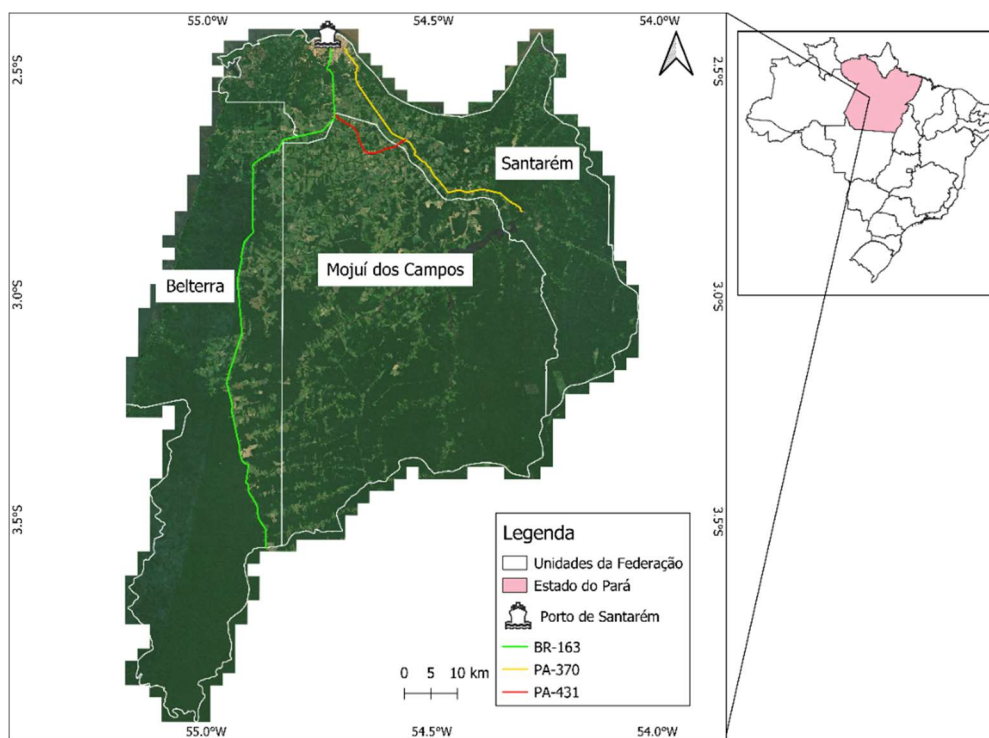 55.0°W 54.5°W 54.0°W
2.5°S
2.5°S
Santarém
Mojuí dos Campos
Belterra
3.0°S
3.0°S
3.5°S
3.5°S
Legenda
Unidades da Federação
Estado do Pará
Porto de Santarém
BR-163
PA-370
PA-431
0 5 10 km
55.0°W 54.5°W 54.0°W